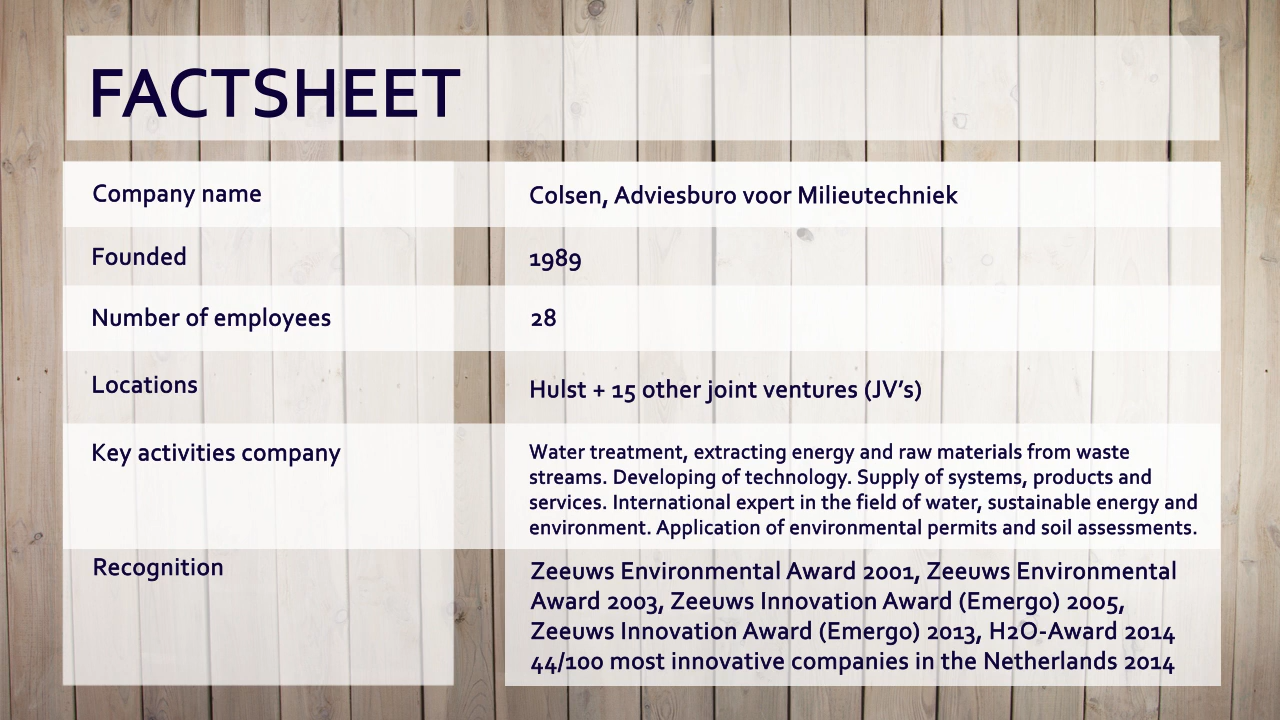 FACTSHEET
Company name
Colsen, Adviesburo voor Milieutechniek
Founded
1989
Number of employees
28
Locations
Hulst + 15 other joint ventures (JV's)
Key activities company
Water treatment, extracting energy and raw materials from waste
streams. Developing of technology. Supply of systems, products and
services. International expert in the field of water, sustainable energy and
environment. Application of environmental permits and soil assessments.
Recognition
Zeeuws Environmental Award 2001, Zeeuws Environmental
Award 2003, Zeeuws Innovation Award (Emergo) 2005,
Zeeuws Innovation Award (Emergo) 2013, H2O-Award 2014
44/100 most innovative companies in the Netherlands 2014